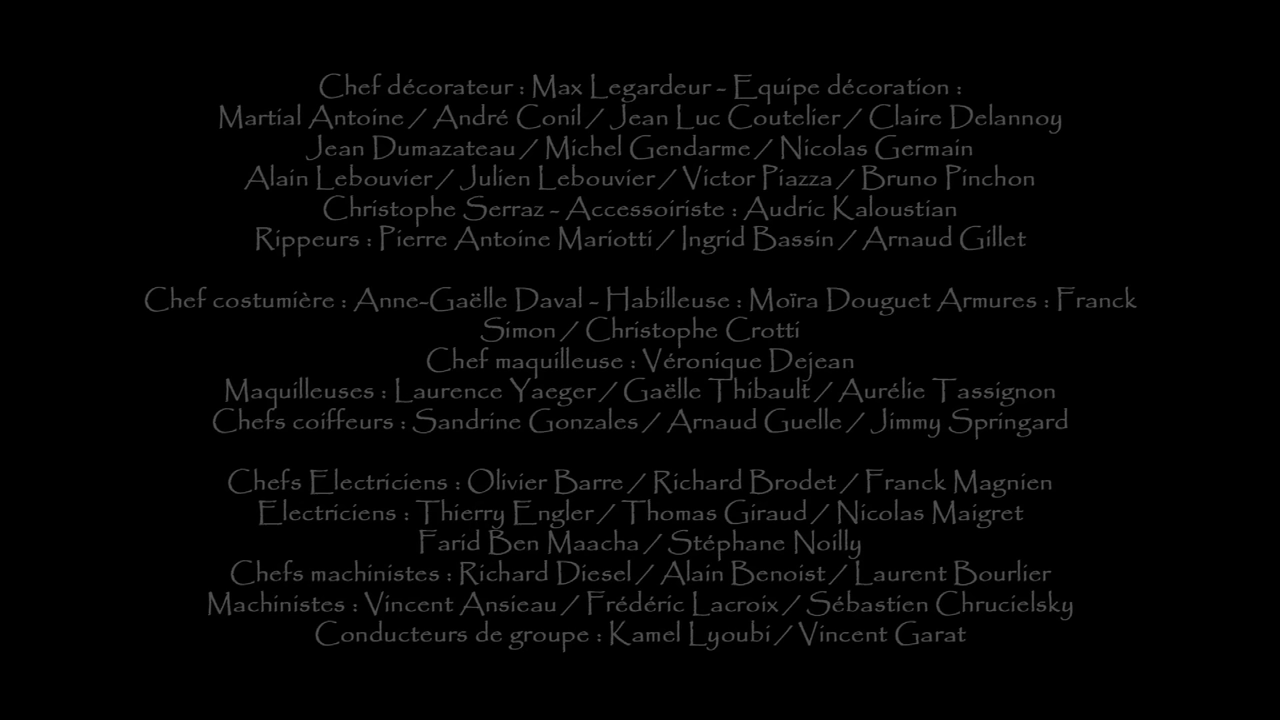 Chef décorateur : Max Legardeur - Equipe décoration :
Martial Antoine / André Conil / Jean Luc Coutelier / Claire Delannoy
Jean Dumazateau / Michel Gendarme / Nicolas Germain
Alain Lebouvier / Julien Lebouvier / Victor Piazza / Bruno Pinchon
Christophe Serraz - Accessoiriste : Audric Kaloustian
Rippeurs : Pierre Antoine Mariotti / Ingrid Bassin / Arnaud Gillet
Chef costumière : Anne-Gaëlle Daval - Habilleuse : Moïra Douguet Armures : Franck
Simon / Christophe Crotti
Chef maquilleuse : Véronique Dejean
Maquilleuses : Laurence Yaeger / Gaëlle Thibault / Aurélie Tassignon
Chefs coiffeurs : Sandrine Gonzales / Arnaud Guelle / Jimmy Springard
Chefs Electriciens : Olivier Barre / Richard Brodet / Franck Magnien
Electriciens : Thierry Engler / Thomas Giraud / Nicolas Maigret
Farid Ben Maacha / Stéphane Noilly
Chefs machinistes : Richard Diesel / Alain Benoist / Laurent Bourlier
Machinistes : Vincent Ansieau / Frédéric Lacroix / Sébastien Chrucielsky
Conducteurs de groupe : Kamel Lyoubi / Vincent Garat